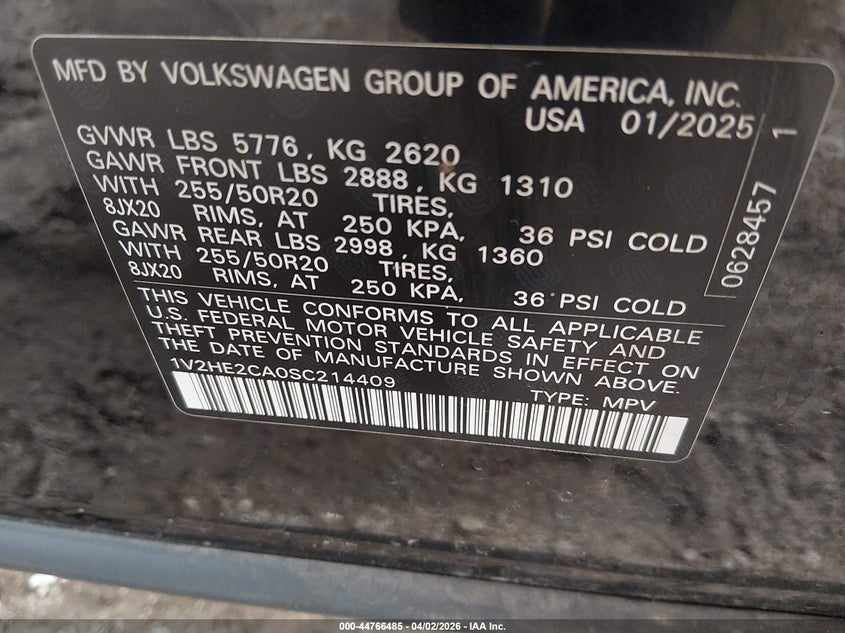 MFD BY VOLKSWAGEN GROUP OF AMERICA, INC.
USA 01/2025
GVWR LBS 5776, KG 2620
GAWR FRONT LBS 2888, KG 1310
WITH 255/50R20 TIRES,
8JX20 RIMS, AT 250 KPA, 36 PSI COLD
GAWR REAR LBS 2998, KG 1360
WITH 255/50R20 TIRES,
8JX20 RIMS, AT 250 KPA, 36 PSI COLD
THIS VEHICLE CONFORMS TO ALL APPLICABLE
U.S. FEDERAL MOTOR VEHICLE SAFETY AND
THEFT PREVENTION STANDARDS IN EFFECT ON
THE DATE OF MANUFACTURE SHOWN ABOVE.
1V2HE2CA0SC214409
TYPE: MPV
0628457 1
000-44766485 - 04/02/2026 - IAA Inc.